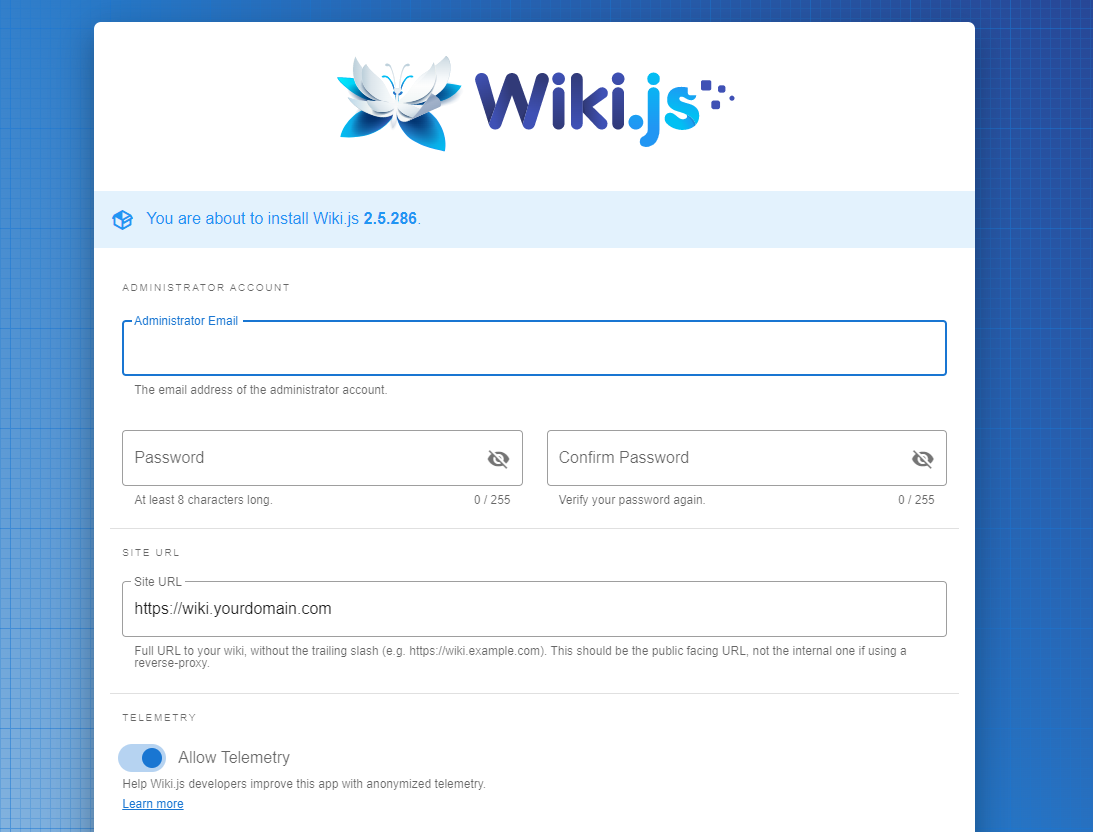 Wiki.js
You are about to install Wiki.js 2.5.286.
ADMINISTRATOR ACCOUNT
Administrator Email
The email address of the administrator account.
Password
Confirm Password
At least 8 characters long.
0 / 255
Verify your password again.
0 / 255
SITE URL
Site URL
https://wiki.yourdomain.com
Full URL to your wiki, without the trailing slash (e.g. https://wiki.example.com). This should be the public facing URL, not the internal one if using a
reverse-proxy.
TELEMETRY
Allow Telemetry
Help Wiki.js developers improve this app with anonymized telemetry.
Learn more